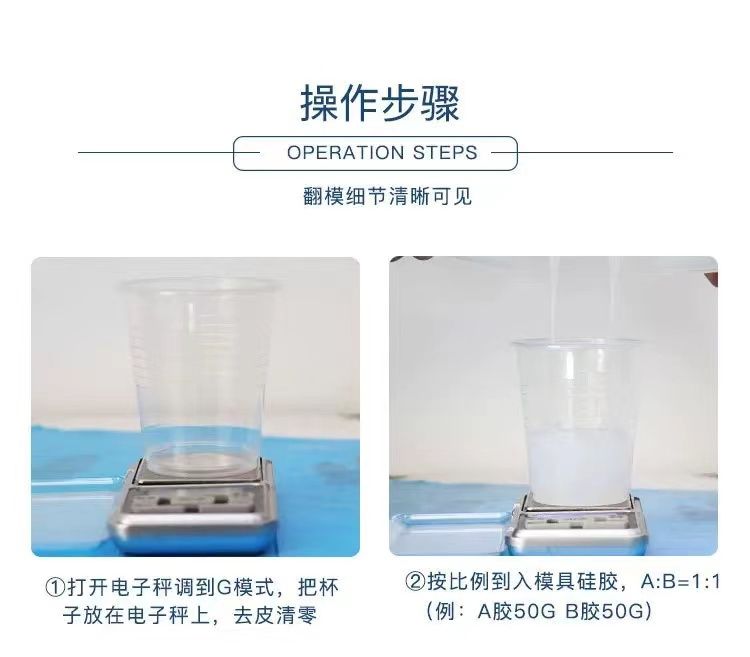 操作步骤
OPERATION STEPS
翻模细节清晰可见
①打开电子秤调到G模式，把杯
子放在电子秤上，去皮清零
②按比例到入模具硅胶，A:B=1:1
（例：A胶50G B胶50G）